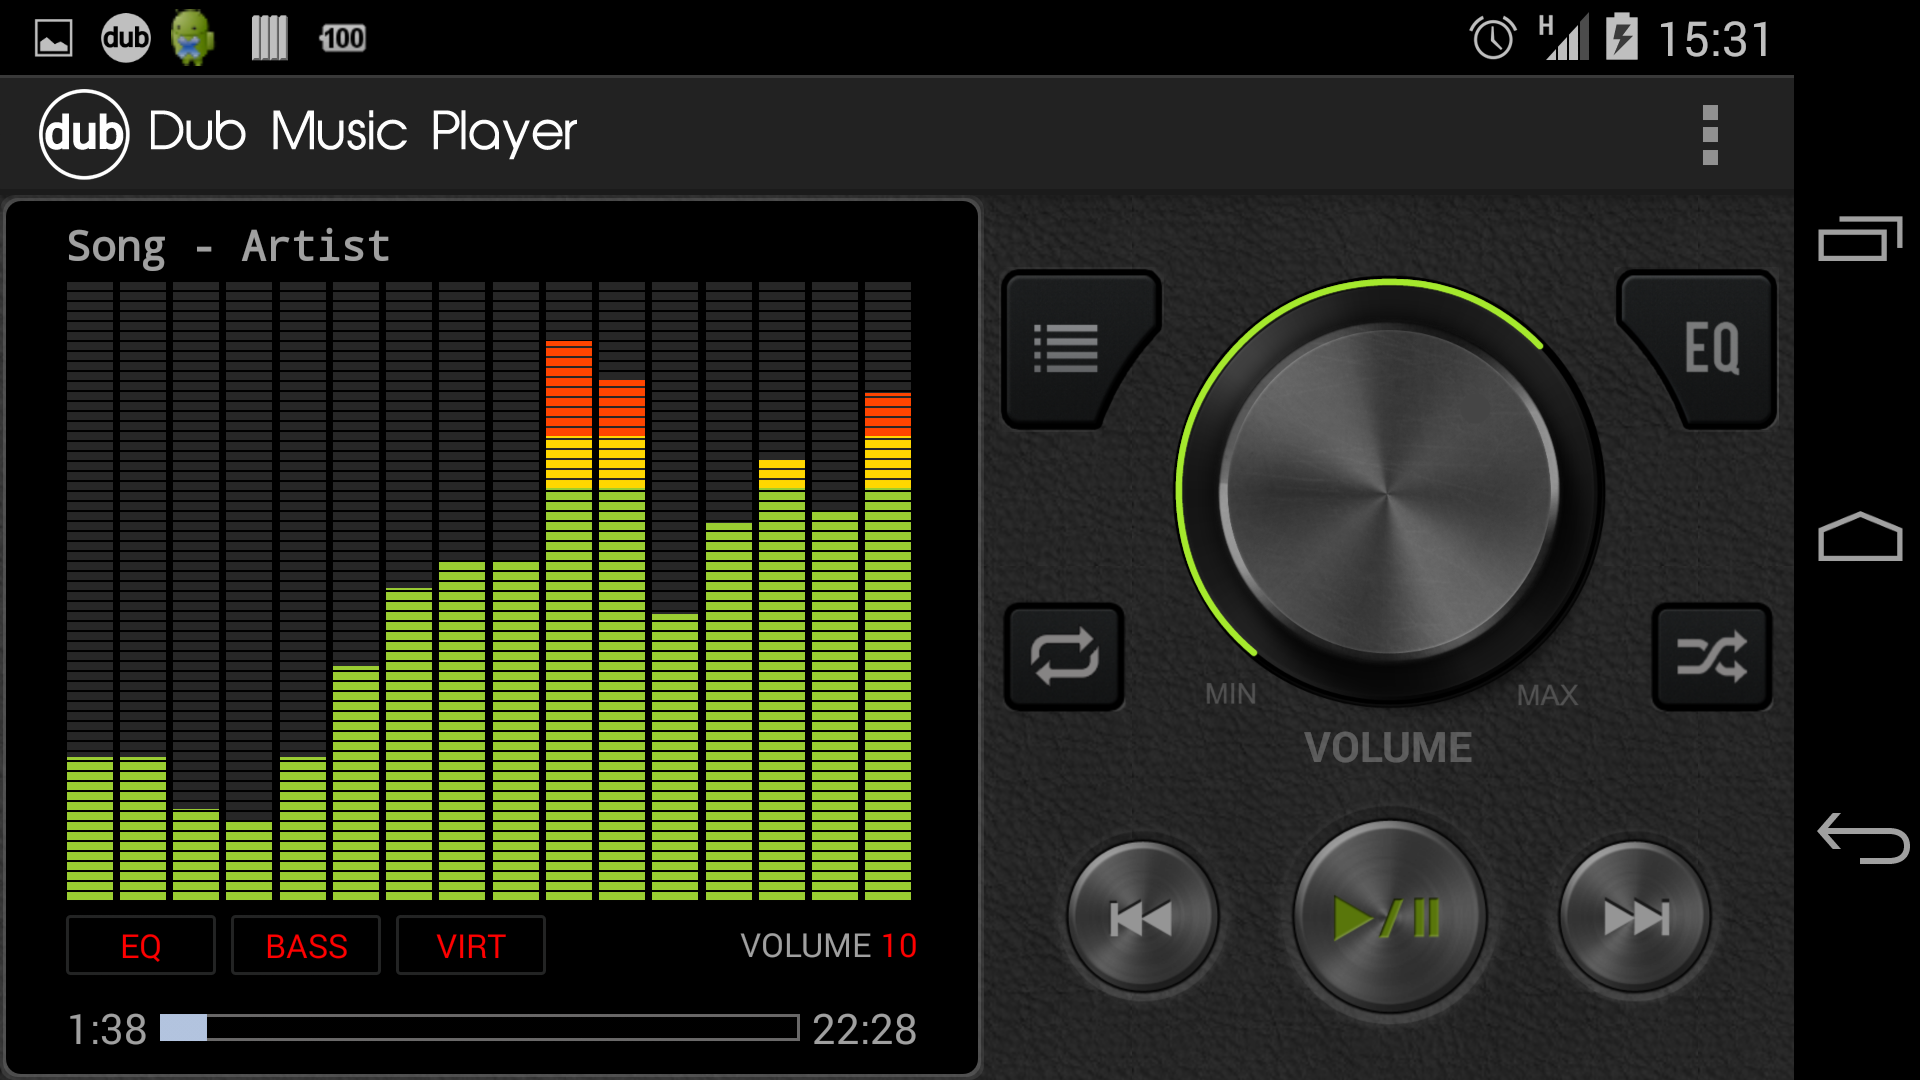 dub 100 H 15:31
dub Dub Music Player
Song - Artist
EQ
MIN MAX
VOLUME
EQ BASS VIRT VOLUME 10
1:38 22:28